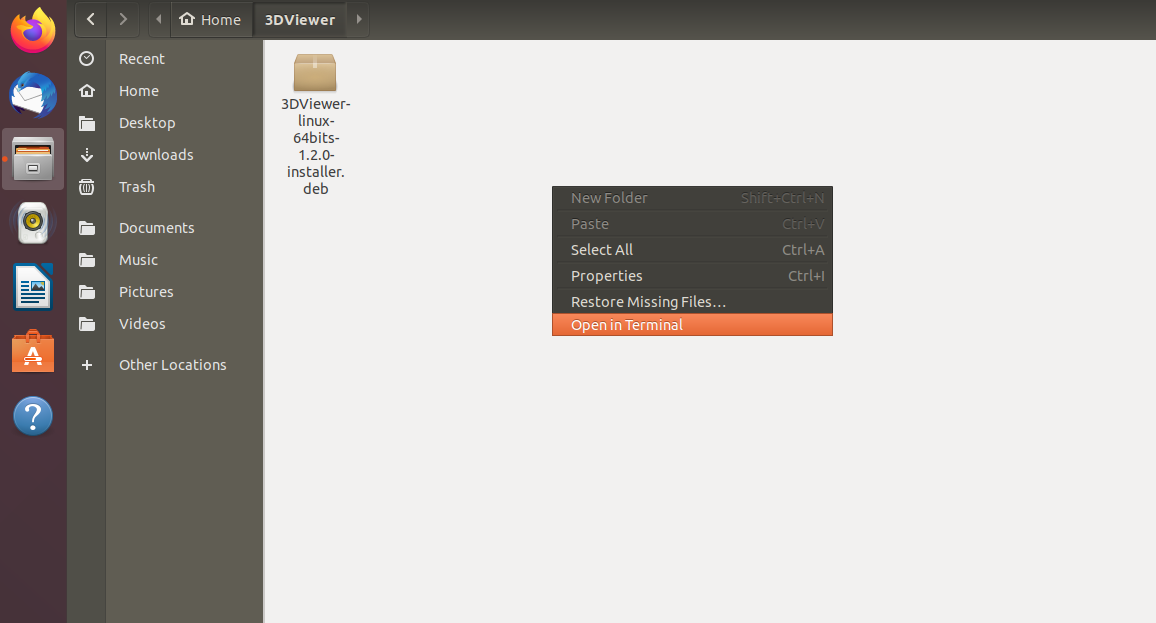 Home
3DViewer
Recent
Home
Desktop
Downloads
Trash
Documents
Music
Pictures
Videos
Other Locations
3DViewer-
linux-
64bits-
1.2.0-
installer.
deb
New Folder Shift+Ctrl+N
Paste Ctrl+V
Select All Ctrl+A
Properties Ctrl+I
Restore Missing Files…
Open in Terminal